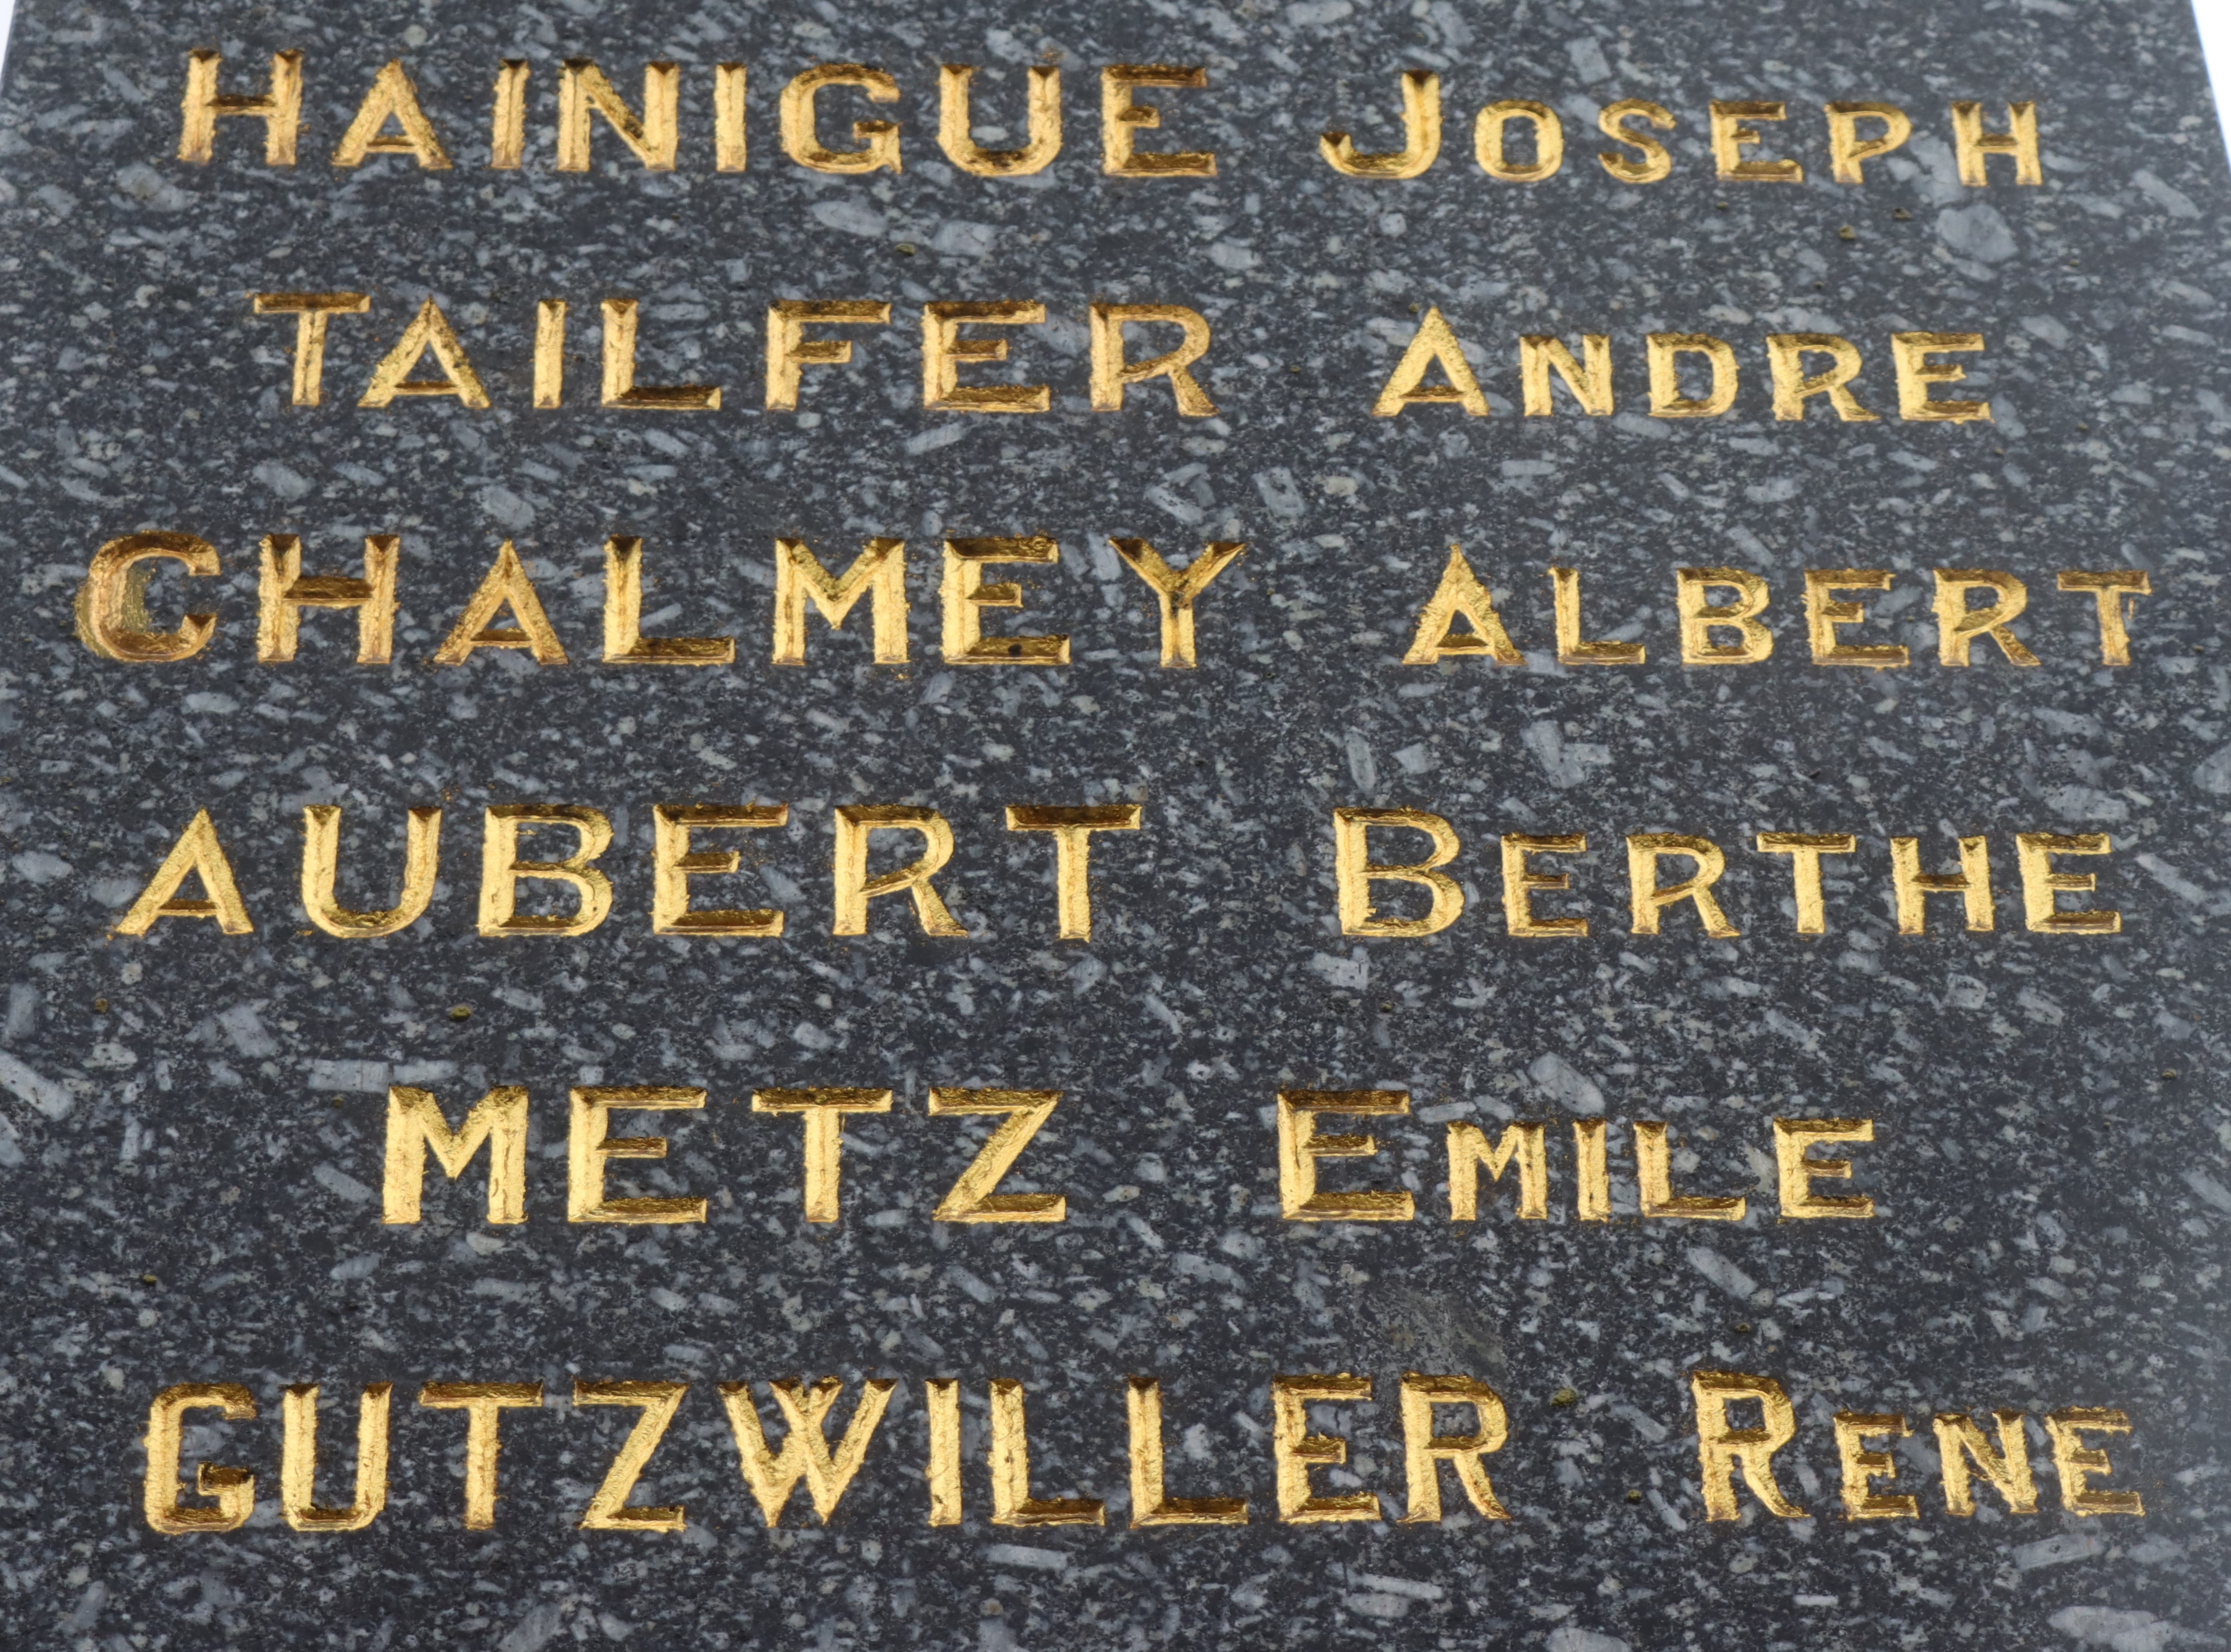 HAINIGUE JOSEPH
TAILFER ANDRE
CHALMEY ALBERT
AUBERT BERTHE
METZ EMILE
GUTZWILLER RENE